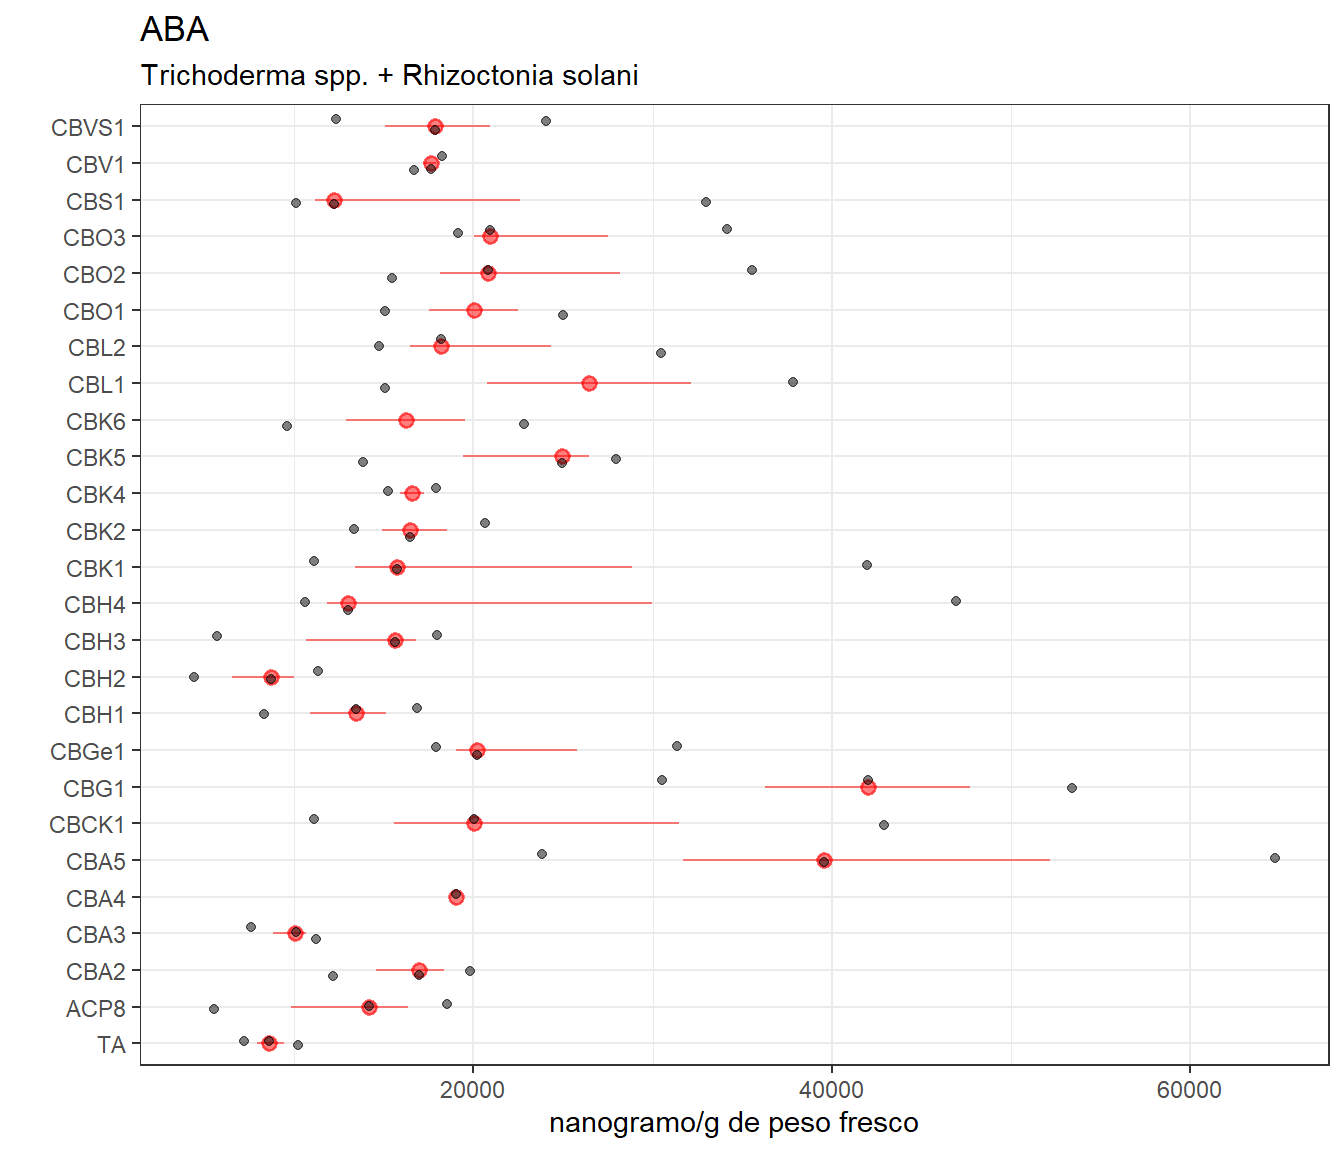 ABA
Trichoderma spp. + Rhizoctonia solani
CBVS1
CBV1
CBS1
CBO3
CBO2
CBO1
CBL2
CBL1
CBK6
CBK5
CBK4
CBK2
CBK1
CBH4
CBH3
CBH2
CBH1
CBGe1
CBG1
CBCK1
CBA5
CBA4
CBA3
CBA2
ACP8
TA
20000 40000 60000
nanogramo/g de peso fresco